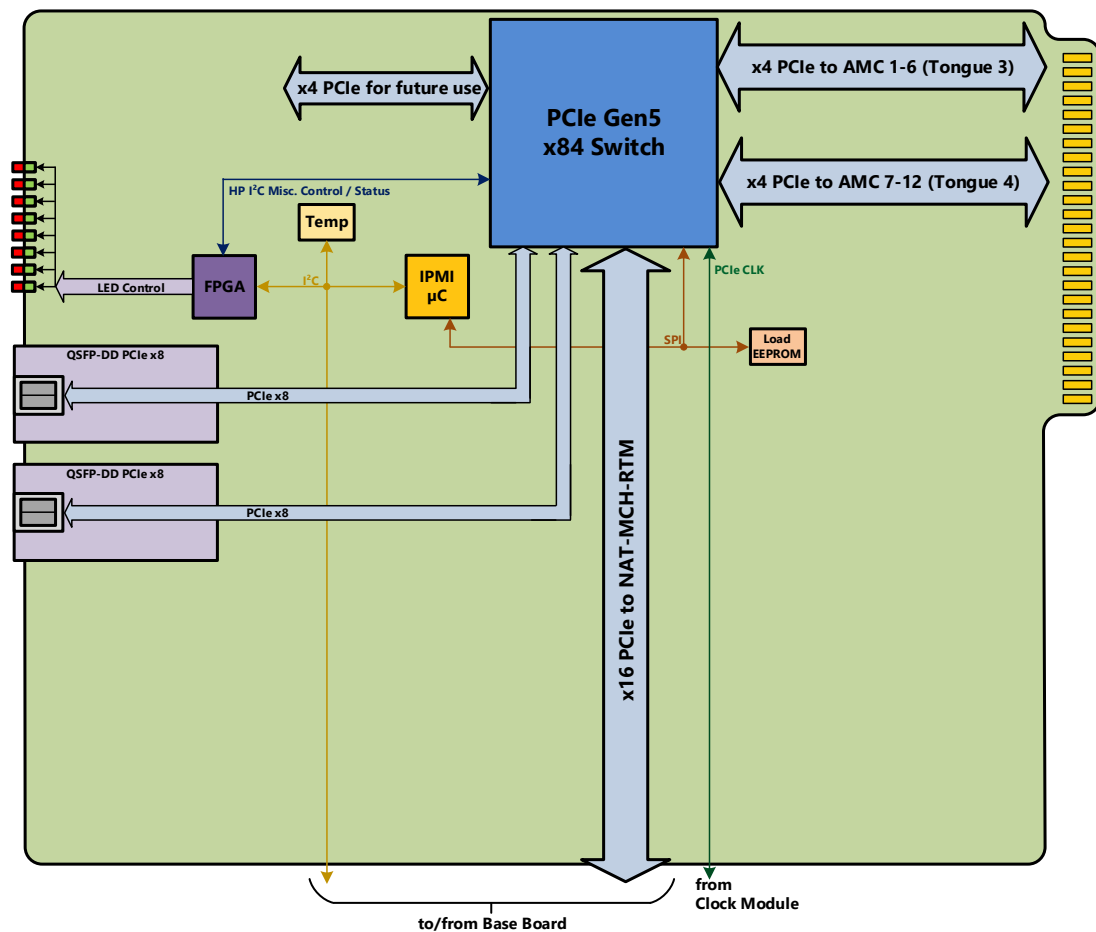 PCIe Gen5
x84 Switch
x4 PCIe to AMC 1-6 (Tongue 3)
x4 PCIe for future use
x4 PCIe to AMC 7-12 (Tongue 4)
HP I²C Misc. Control / Status
Temp
PCIe CLK
FPGA
I²C
IPMI
µC
LED Control
SPI
Load
EEPROM
QSFP-DD PCIe x8
PCIe x8
QSFP-DD PCIe x8
PCIe x8
x16 PCIe to NAT-MCH-RTM
from
Clock Module
to/from Base Board